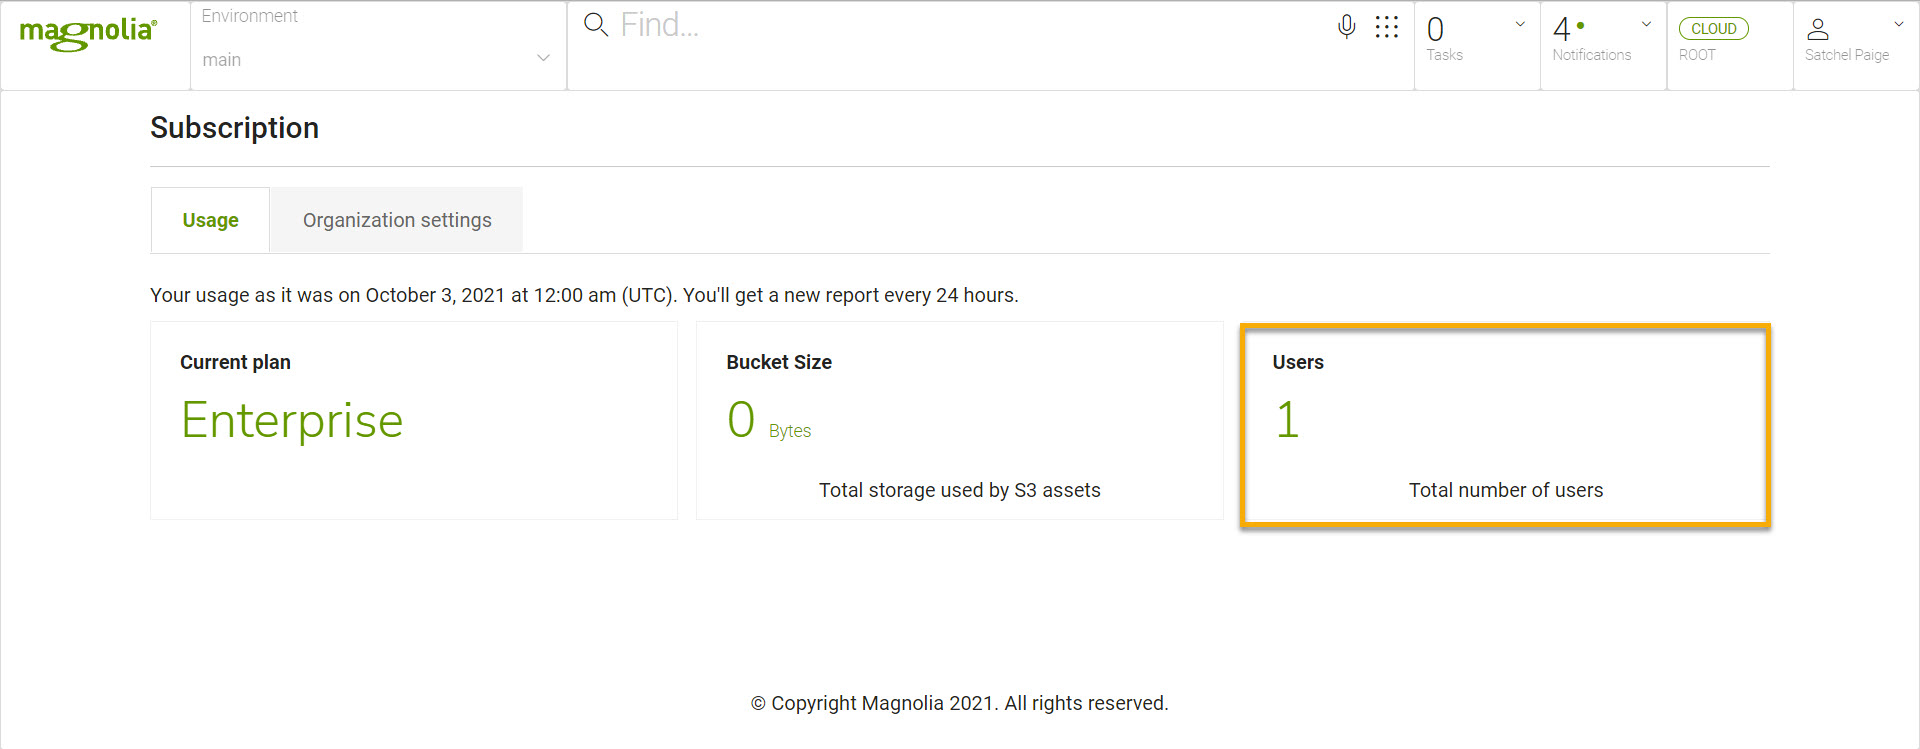 magnolia®
Environment
main
Find...
0
Tasks
4
Notifications
CLOUD
ROOT
Satchel Paige
Subscription
Usage
Organization settings
Your usage as it was on October 3, 2021 at 12:00 am (UTC). You'll get a new report every 24 hours.
Current plan
Enterprise
Bucket Size
0 Bytes
Total storage used by S3 assets
Users
1
Total number of users
© Copyright Magnolia 2021. All rights reserved.